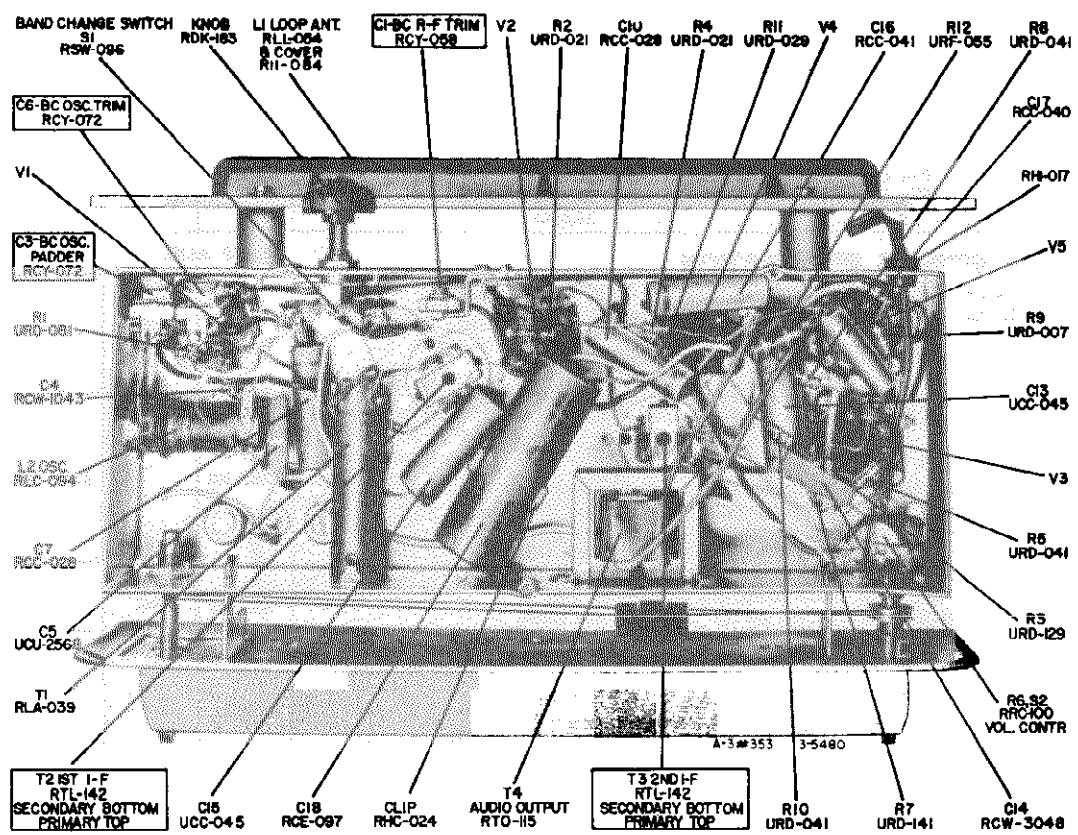 BAND CHANGE SWITCH
S1
RSW-096
KNOB
RDK-183
L1 LOOP ANT.
RLL-064
& COVER
R11-084
C1-BC R-F TRIM
RCY-058
V2
R2
URD-021
C10
RCC-028
R4
URD-021
R11
URD-029
V4
C16
RCC-041
R12
URF-055
R8
URD-041
C6-BC OSC. TRIM
RCY-072
C17
RCC-040
V1
RHI-017
C3-BC OSC.
PADDER
RCY-072
V5
R1
URD-081
R9
URD-007
C4
RCW-1043
C13
UCC-045
L2 OSC.
RLC-094
V3
C7
RCC-028
R5
URD-041
C5
UCU-2568
R3
URD-129
T1
RLA-039
R6, S2
RRC-100
VOL. CONTR
A-3#353 3-5480
T2 1ST I-F
RTL-142
SECONDARY BOTTOM
PRIMARY TOP
C15
UCC-045
C18
RCE-097
CLIP
RHC-024
T4
AUDIO OUTPUT
RTO-115
T3 2ND I-F
RTL-142
SECONDARY BOTTOM
PRIMARY TOP
R10
URD-041
R7
URD-141
C14
RCW-3048